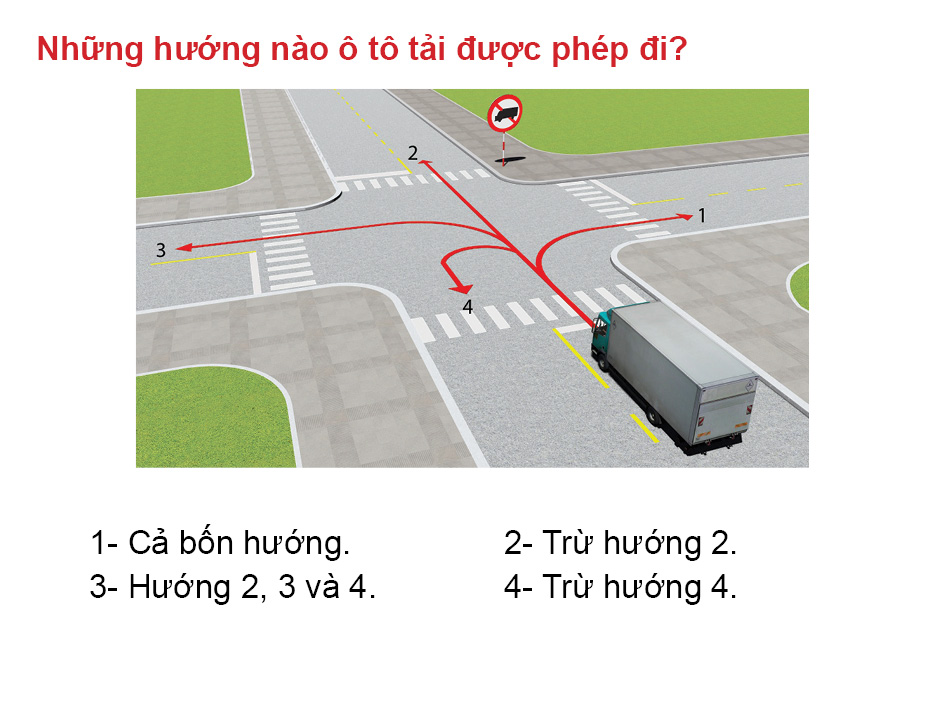 Những hướng nào ô tô tải được phép đi?
2
1
3
4
1- Cả bốn hướng.
2- Trừ hướng 2.
3- Hướng 2, 3 và 4.
4- Trừ hướng 4.